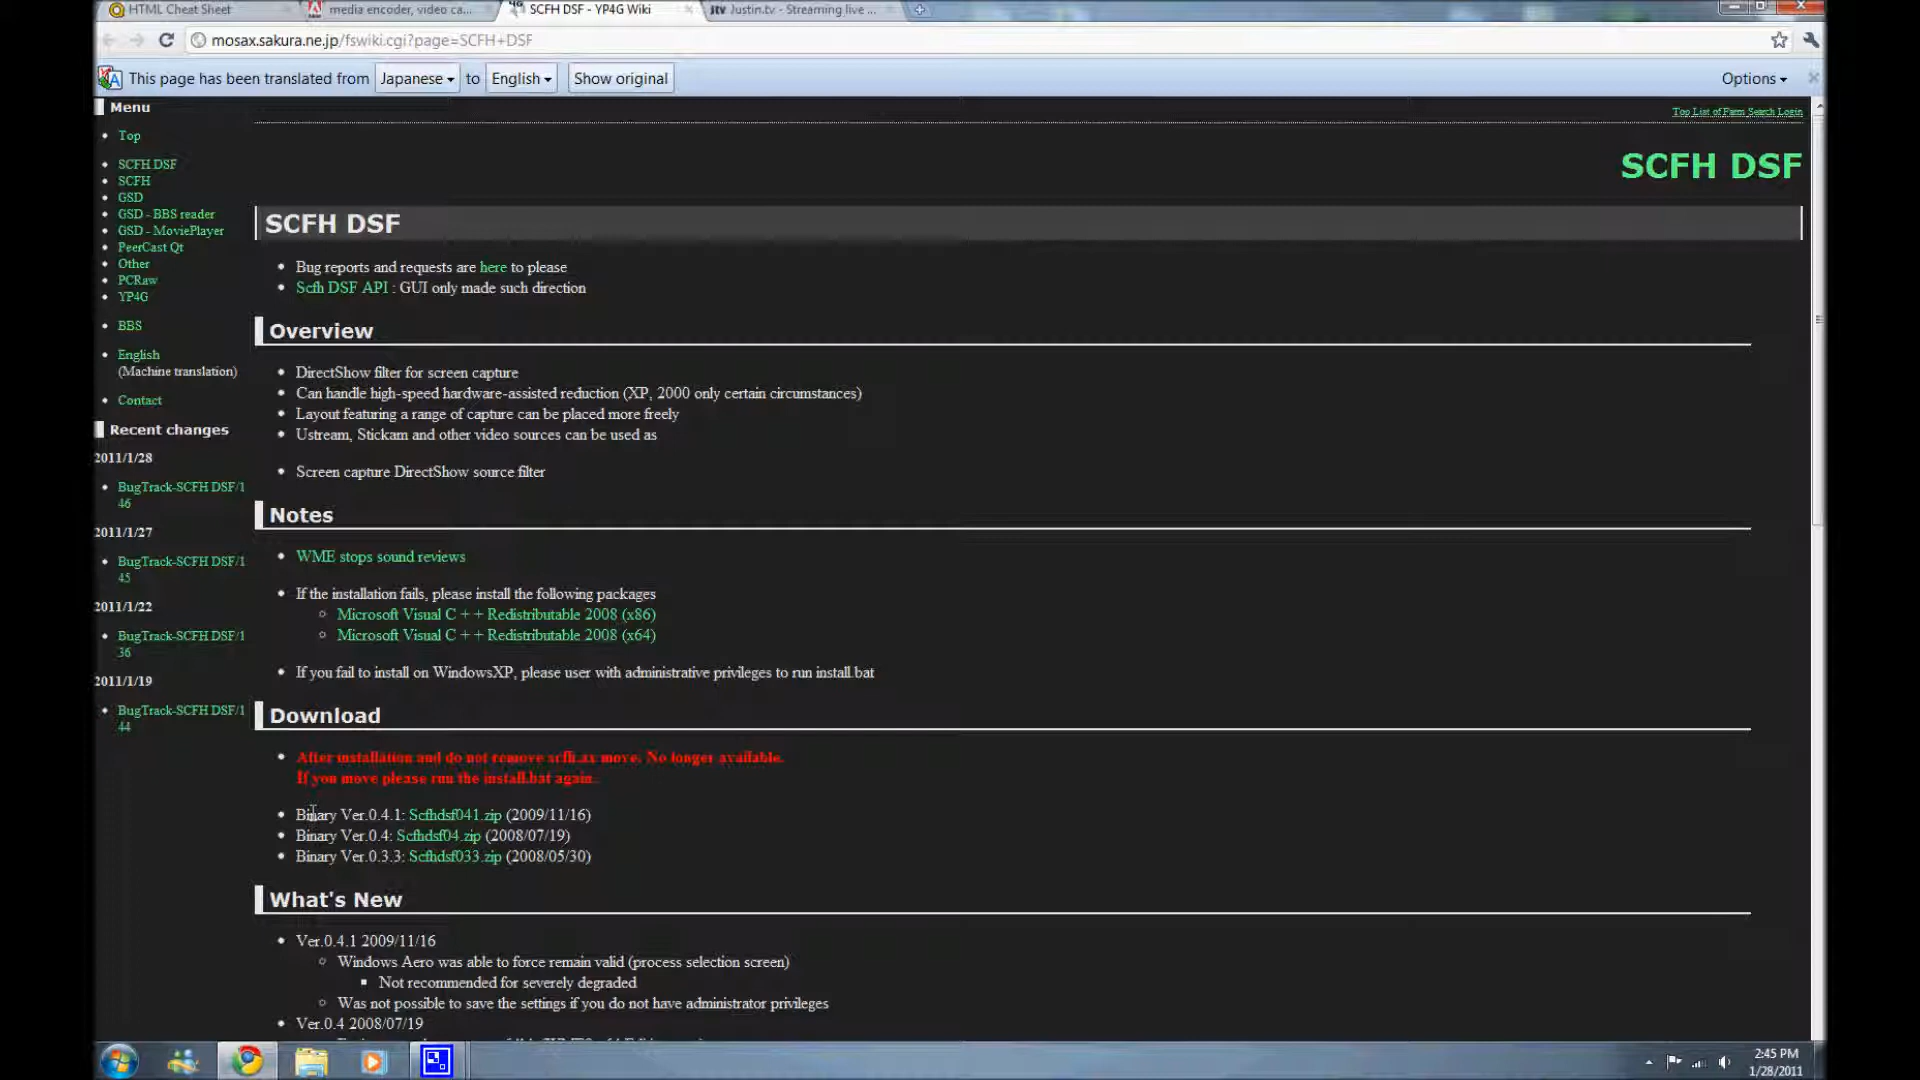 HTML Cheat Sheet
media encoder, video ca...
SCFH DSF - YP4G Wiki
Justin.tv - Streaming live ...
mosax.sakura.ne.jp/fswiki.cgi?page=SCFH+DSF
This page has been translated from Japanese to English Show original Options
Menu
Top
SCFH DSF
SCFH
GSD
GSD - BBS reader
GSD - MoviePlayer
PeerCast Qt
Other
PCRaw
YP4G
BBS
English
(Machine translation)
Contact
Recent changes
2011/1/28
BugTrack-SCFH DSF/1
46
2011/1/27
BugTrack-SCFH DSF/1
45
2011/1/22
BugTrack-SCFH DSF/1
36
2011/1/19
BugTrack-SCFH DSF/1
44
Top List of Farm Search Login
SCFH DSF
SCFH DSF
Bug reports and requests are here to please
Scfh DSF API : GUI only made such direction
Overview
DirectShow filter for screen capture
Can handle high-speed hardware-assisted reduction (XP, 2000 only certain circumstances)
Layout featuring a range of capture can be placed more freely
Ustream, Stickam and other video sources can be used as
Screen capture DirectShow source filter
Notes
WME stops sound reviews
If the installation fails, please install the following packages
Microsoft Visual C + + Redistributable 2008 (x86)
Microsoft Visual C + + Redistributable 2008 (x64)
If you fail to install on WindowsXP, please user with administrative privileges to run install.bat
Download
After installation and do not remove scfh.ax move. No longer available.
If you move please run the install.bat again.
Binary Ver.0.4.1: Scfhdsf041.zip (2009/11/16)
Binary Ver.0.4: Scfhdsf04.zip (2008/07/19)
Binary Ver.0.3.3: Scfhdsf033.zip (2008/05/30)
What's New
Ver.0.4.1 2009/11/16
Windows Aero was able to force remain valid (process selection screen)
Not recommended for severely degraded
Was not possible to save the settings if you do not have administrator privileges
Ver.0.4 2008/07/19
2:45 PM
1/28/2011